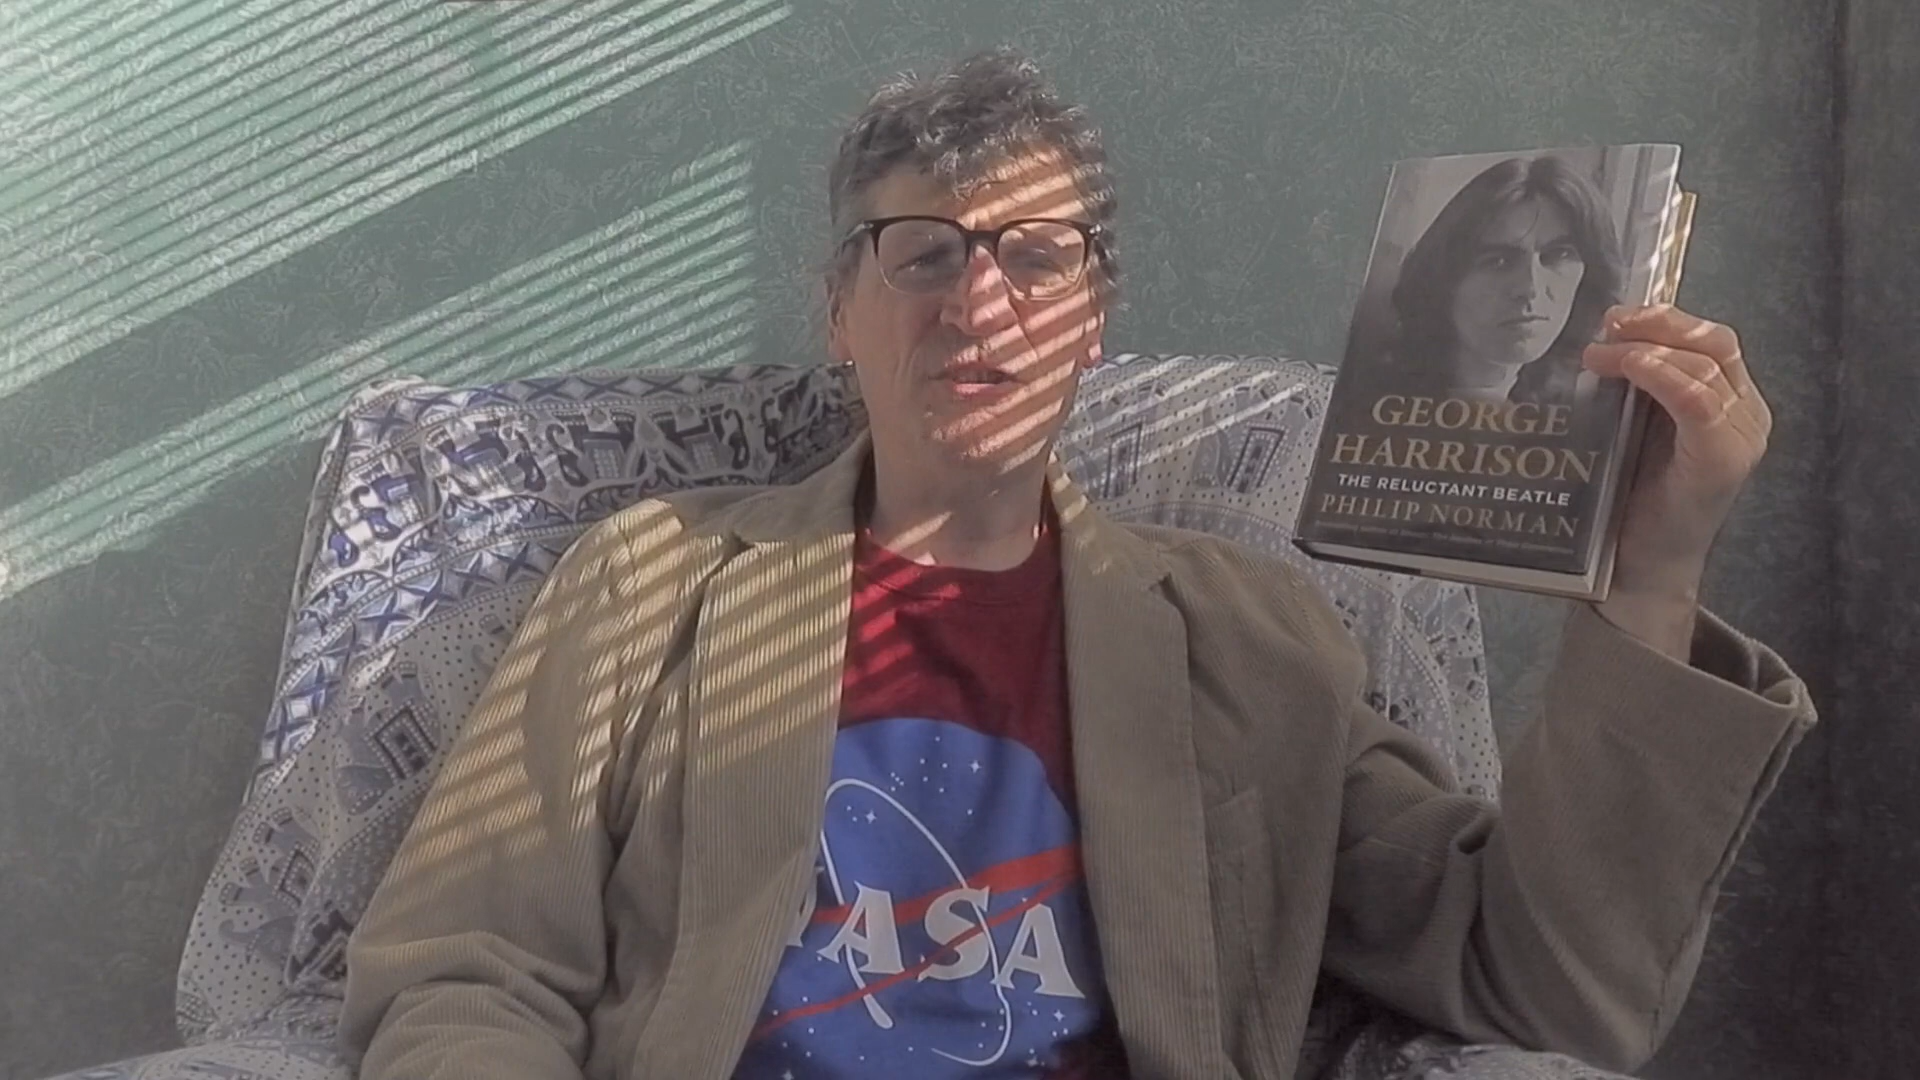 GEORGE
HARRISON
THE RELUCTANT BEATLE
PHILIP NORMAN
NASA